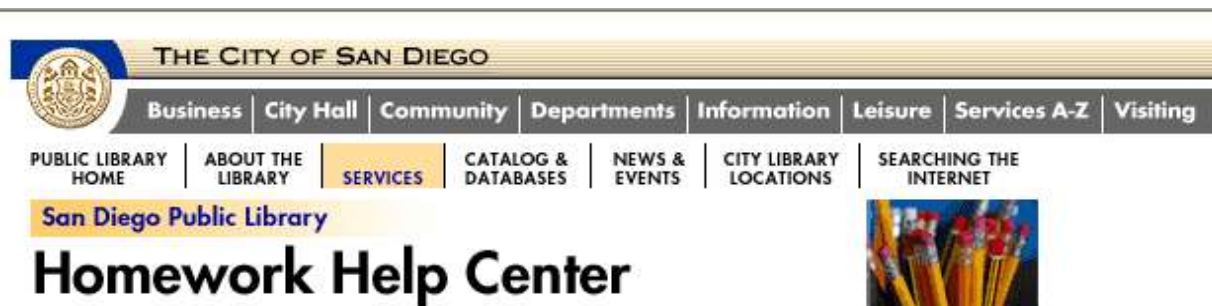 THE CITY OF SAN DIEGO
Business City Hall Community Departments Information Leisure Services A-Z Visiting
PUBLIC LIBRARY HOME ABOUT THE LIBRARY SERVICES CATALOG & DATABASES NEWS & EVENTS CITY LIBRARY LOCATIONS SEARCHING THE INTERNET
San Diego Public Library
Homework Help Center